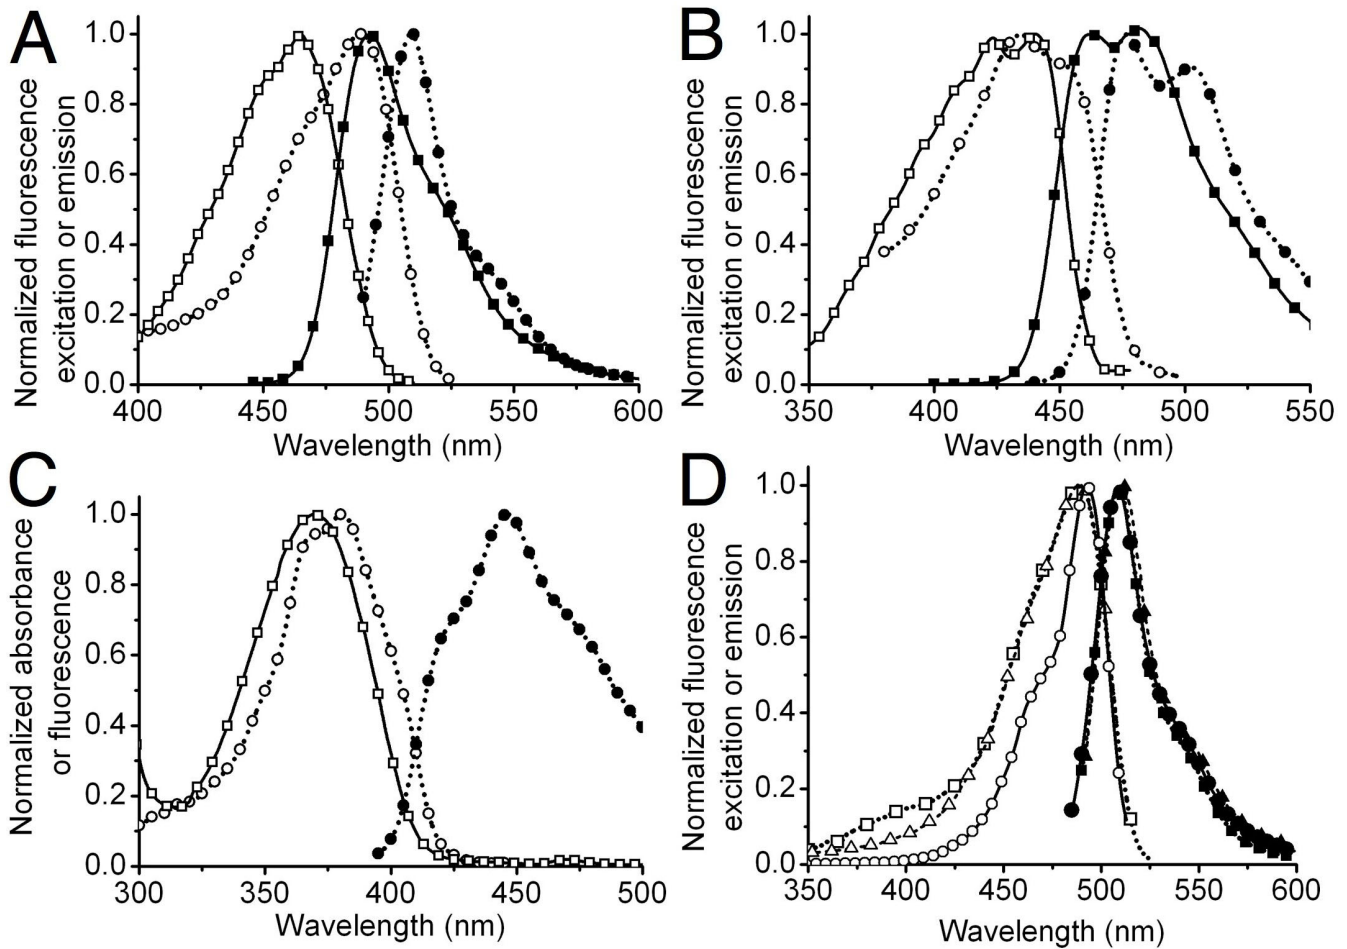 A
Normalized fluorescence
excitation or emission
1.0
0.8
0.6
0.4
0.2
0.0
400 450 500 550 600
Wavelength (nm)
B
Normalized fluorescence
excitation or emission
1.0
0.8
0.6
0.4
0.2
0.0
350 400 450 500 550
Wavelength (nm)
C
Normalized absorbance
or fluorescence
1.0
0.8
0.6
0.4
0.2
0.0
300 350 400 450 500
Wavelength (nm)
D
Normalized fluorescence
excitation or emission
1.0
0.8
0.6
0.4
0.2
0.0
350 400 450 500 550 600
Wavelength (nm)